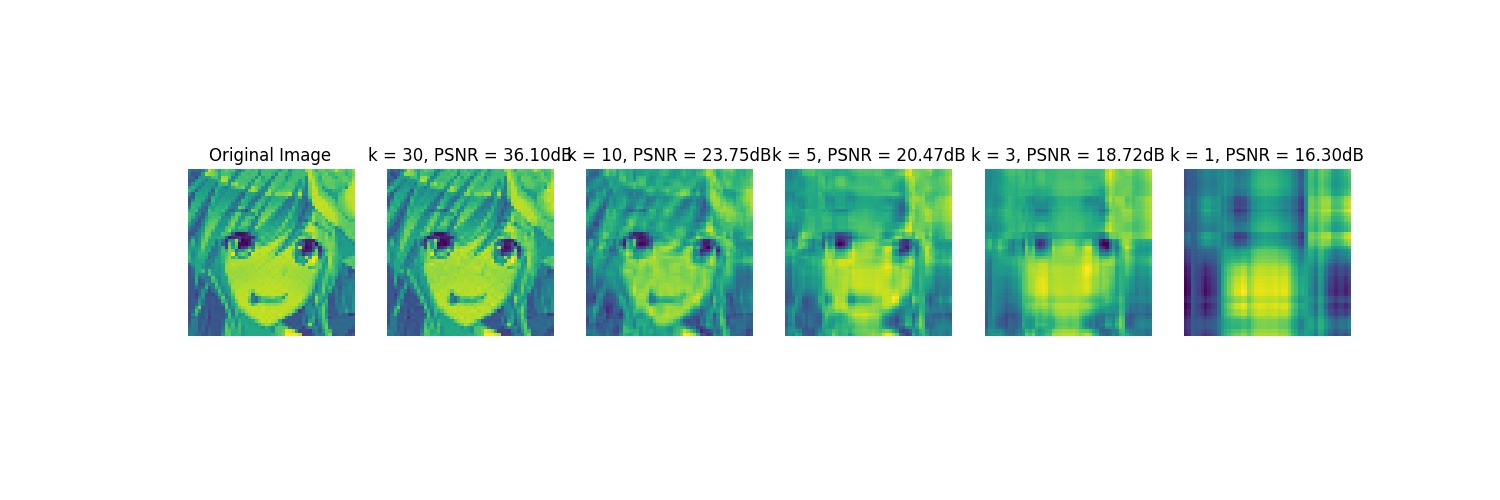 Original Image
k = 30, PSNR = 36.10dB
k = 10, PSNR = 23.75dB
k = 5, PSNR = 20.47dB
k = 3, PSNR = 18.72dB
k = 1, PSNR = 16.30dB